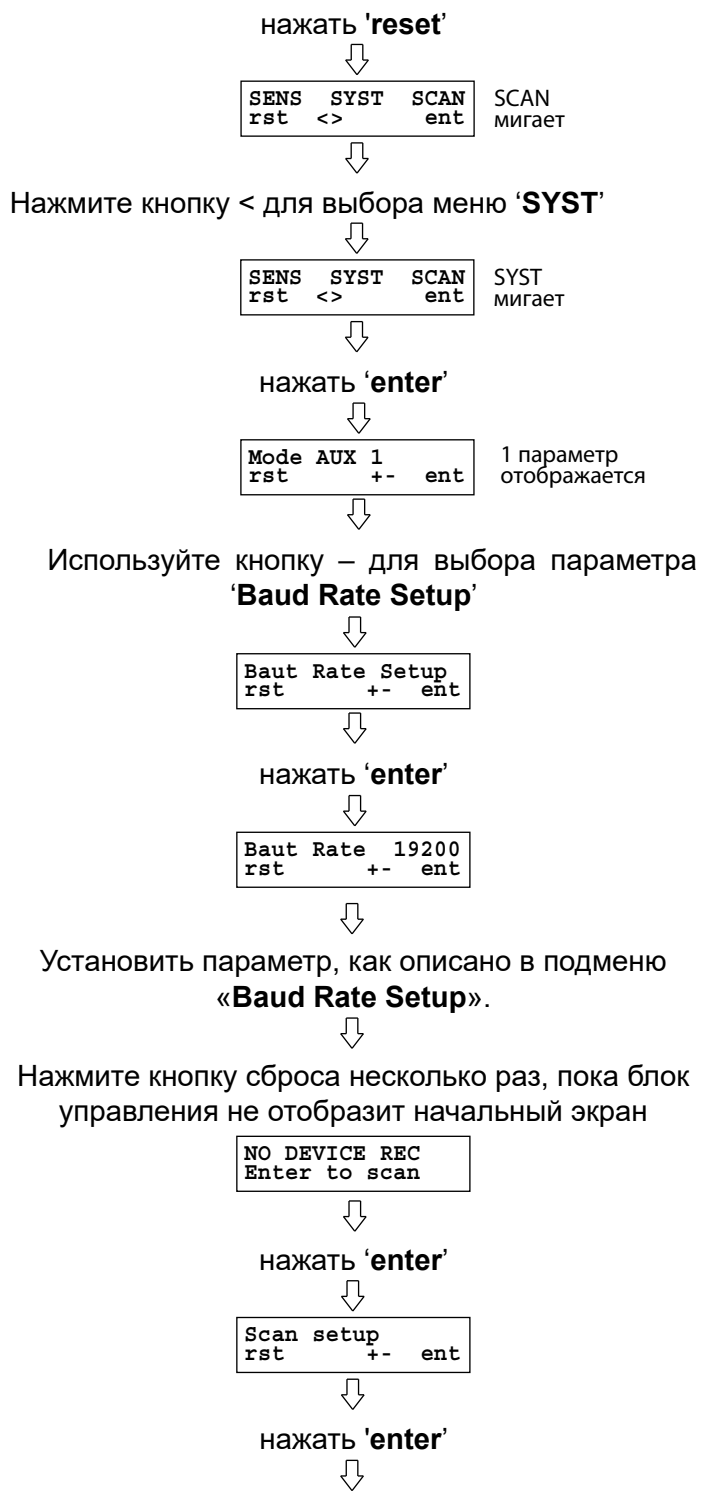 нажать 'reset'
SENS SYST SCAN
rst <> ent
SCAN
мигает
Нажмите кнопку < для выбора меню ‘SYST’
SENS SYST SCAN
rst <> ent
SYST
мигает
нажать ‘enter’
Mode AUX 1
rst +- ent
1 параметр
отображается
Используйте кнопку – для выбора параметра
‘Baud Rate Setup’
Baut Rate Setup
rst +- ent
нажать ‘enter’
Baut Rate 19200
rst +- ent
Установить параметр, как описано в подменю
«Baud Rate Setup».
Нажмите кнопку сброса несколько раз, пока блок
управления не отобразит начальный экран
NO DEVICE REC
Enter to scan
нажать ‘enter’
Scan setup
rst +- ent
нажать 'enter’